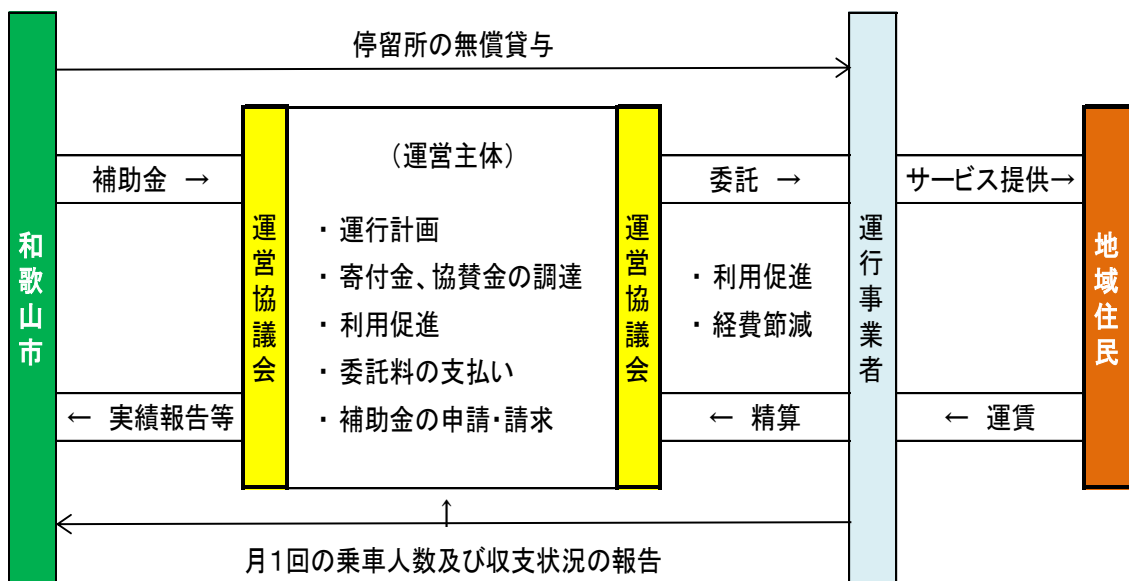 停留所の無償貸与
和歌山市
補助金 →
← 実績報告等
運営協議会
(運営主体)
・ 運行計画
・ 寄付金、協賛金の調達
・ 利用促進
・ 委託料の支払い
・ 補助金の申請・請求
運営協議会
委託 →
・ 利用促進
・ 経費節減
← 精算
運行事業者
サービス提供→
← 運賃
地域住民
↑
月1回の乗車人数及び収支状況の報告